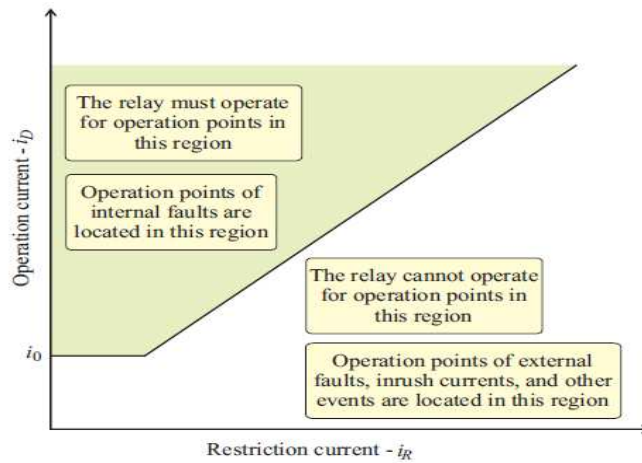 The relay must operate
for operation points in
this region
Operation points of
internal faults are
located in this region
The relay cannot operate
for operation points in
this region
Operation points of external
faults, inrush currents, and other
events are located in this region
Operation current - iD
i0
Restriction current - iR